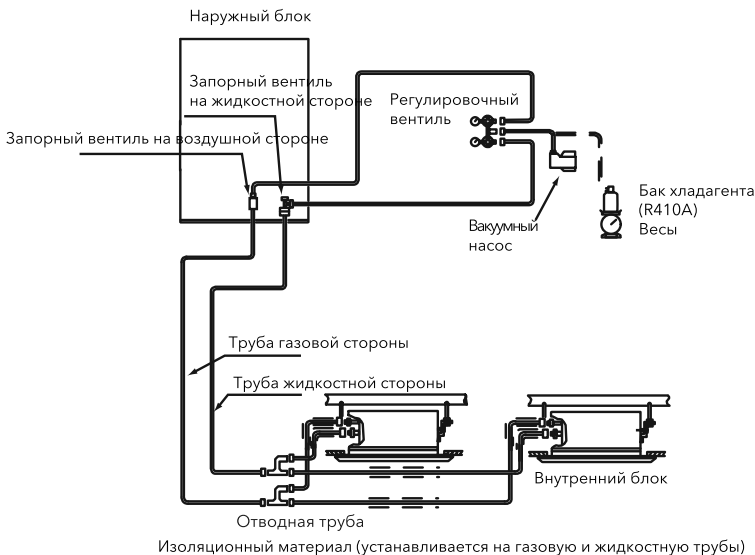 Наружный блок
Запорный вентиль
на жидкостной стороне
Регулировочный
вентиль
Запорный вентиль на воздушной стороне
Бак хладагента
(R410A)
Весы
Вакуумный
насос
Труба газовой стороны
Труба жидкостной стороны
Внутренний блок
Отводная труба
Изоляционный материал (устанавливается на газовую и жидкостную трубы)